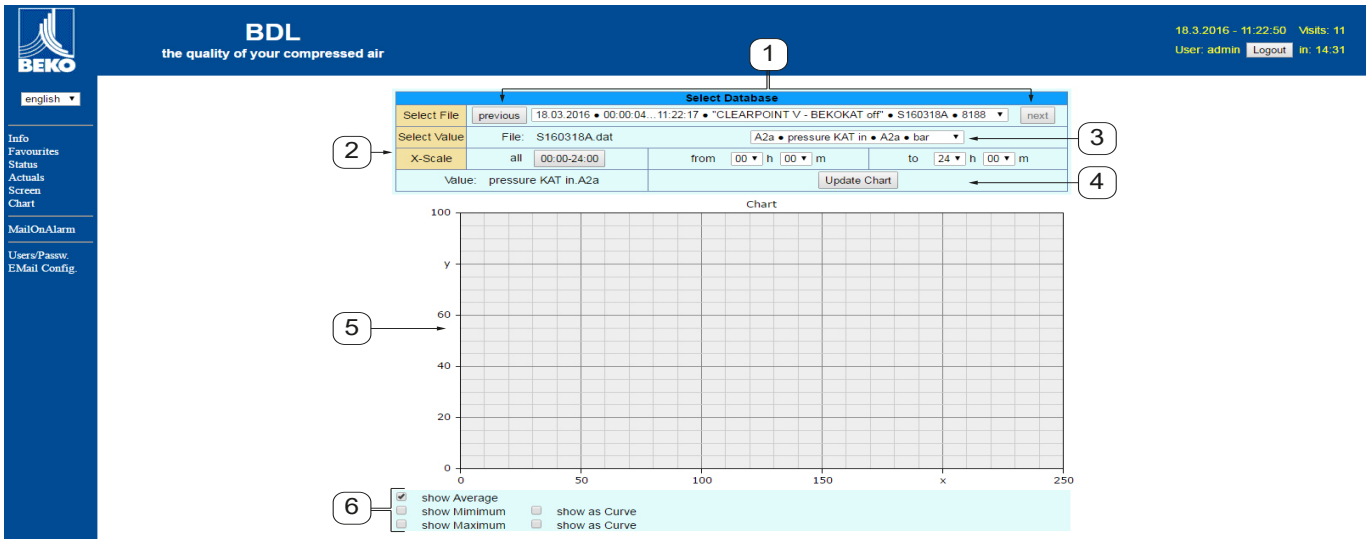 BEKO
BDL
the quality of your compressed air
18.3.2016 - 11:22:50 Visits: 11
User: admin Logout in: 14:31
english
Info
Favourites
Status
Actuals
Screen
Chart
MailOnAlarm
Users/Passw.
EMail Config.
1
Select Database
Select File previous 18.03.2016 ● 00:00:04...11:22:17 ● "CLEARPOINT V - BEKOKAT off" ● S160318A ● 8188 next
Select Value File: S160318A.dat A2a ● pressure KAT in ● A2a ● bar
3
2
X-Scale all 00:00-24:00 from 00 h 00 m to 24 h 00 m
Value: pressure KAT in.A2a Update Chart
4
Chart
100
y
60
40
20
0
5
0 50 100 150 x 250
6
show Average
show Mimimum show as Curve
show Maximum show as Curve